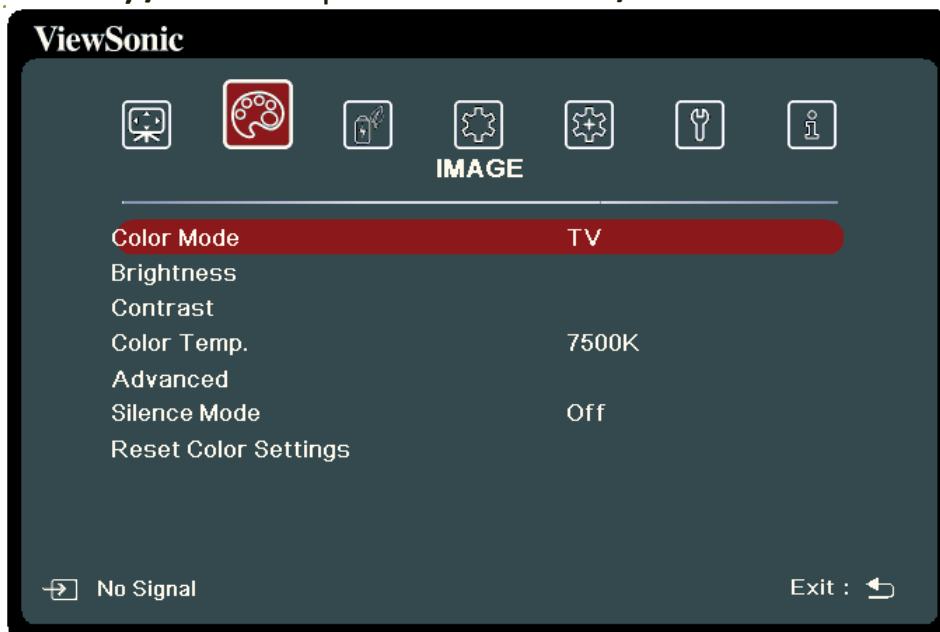 ViewSonic
IMAGE
Color Mode TV
Brightness
Contrast
Color Temp. 7500K
Advanced
Silence Mode Off
Reset Color Settings
No Signal Exit :